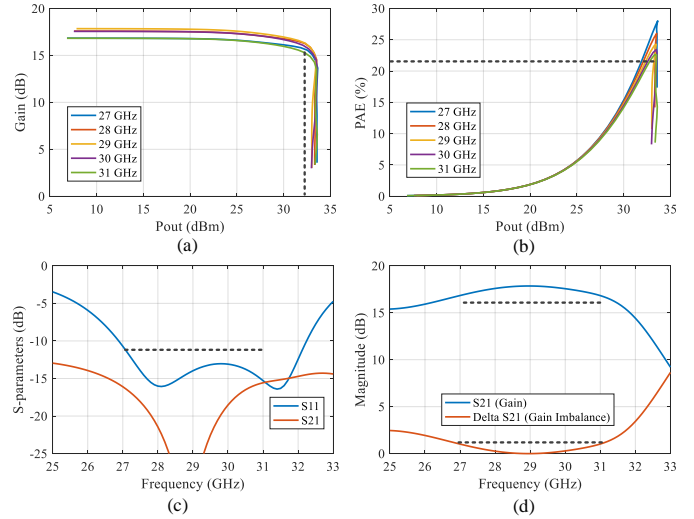 20
15
10
5
0
Gain (dB)
27 GHz
28 GHz
29 GHz
30 GHz
31 GHz
5 10 15 20 25 30 35
Pout (dBm)
(a)
30
25
20
15
10
5
0
PAE (%)
27 GHz
28 GHz
29 GHz
30 GHz
31 GHz
5 10 15 20 25 30 35
Pout (dBm)
(b)
0
-5
-10
-15
-20
-25
S-parameters (dB)
S11
S21
25 26 27 28 29 30 31 32 33
Frequency (GHz)
(c)
20
15
10
5
0
Magnitude (dB)
S21 (Gain)
Delta S21 (Gain Imbalance)
25 26 27 28 29 30 31 32 33
Frequency (GHz)
(d)